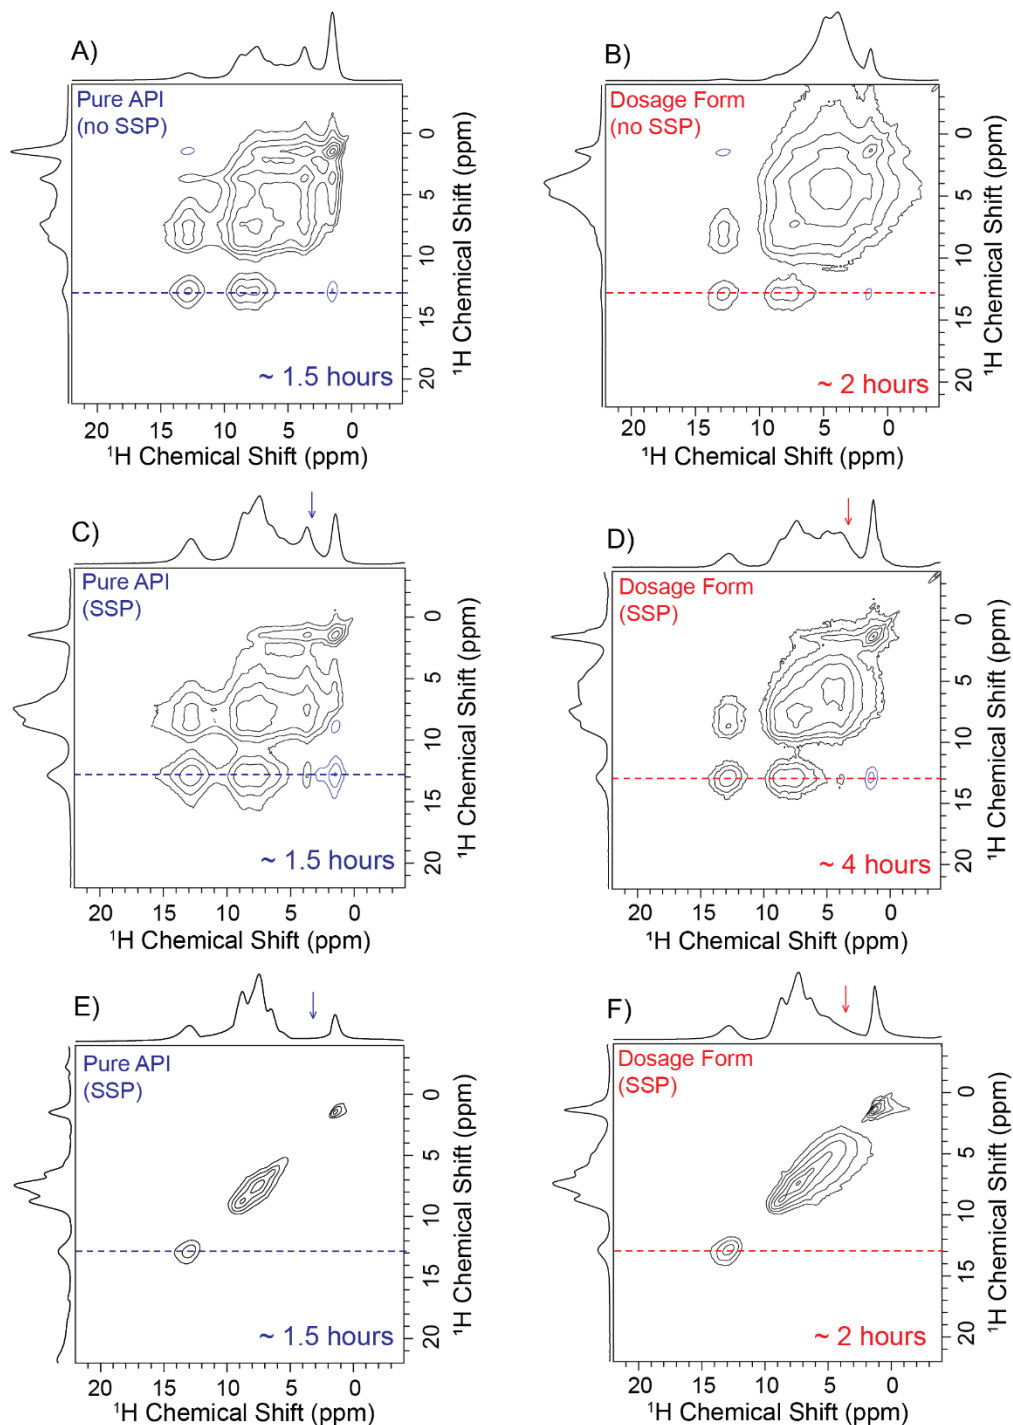 A)
Pure API
(no SSP)
~ 1.5 hours
0
5
10
15
20
¹H Chemical Shift (ppm)
20 15 10 5 0
¹H Chemical Shift (ppm)
B)
Dosage Form
(no SSP)
~ 2 hours
0
5
10
15
20
¹H Chemical Shift (ppm)
20 15 10 5 0
¹H Chemical Shift (ppm)
C)
Pure API
(SSP)
~ 1.5 hours
0
5
10
15
20
¹H Chemical Shift (ppm)
20 15 10 5 0
¹H Chemical Shift (ppm)
D)
Dosage Form
(SSP)
~ 4 hours
0
5
10
15
20
¹H Chemical Shift (ppm)
20 15 10 5 0
¹H Chemical Shift (ppm)
E)
Pure API
(SSP)
~ 1.5 hours
0
5
10
15
20
¹H Chemical Shift (ppm)
20 15 10 5 0
¹H Chemical Shift (ppm)
F)
Dosage Form
(SSP)
~ 2 hours
0
5
10
15
20
¹H Chemical Shift (ppm)
20 15 10 5 0
¹H Chemical Shift (ppm)